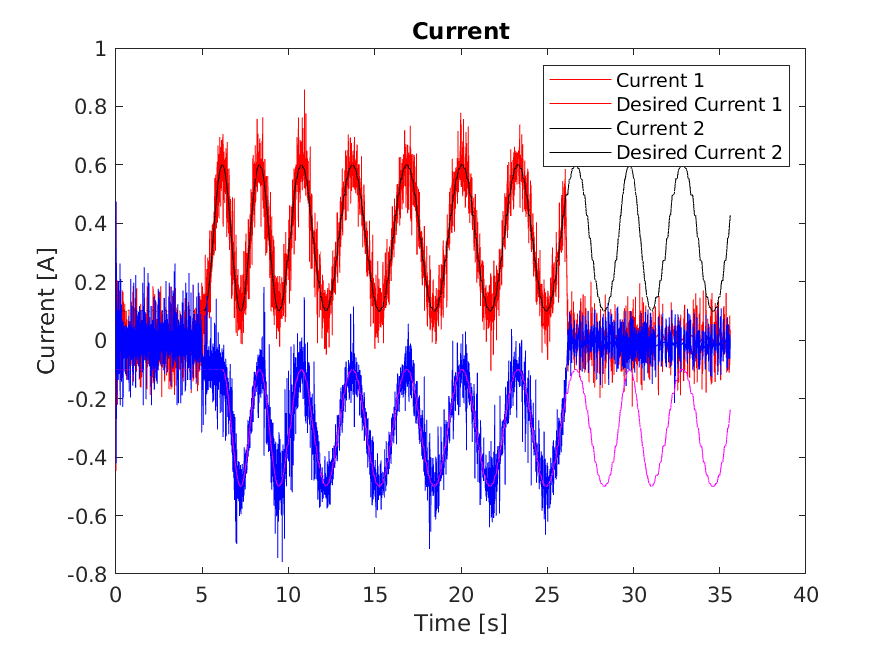 Current
1
0.8
0.6
0.4
0.2
0
-0.2
-0.4
-0.6
-0.8
Current [A]
Current 1
Desired Current 1
Current 2
Desired Current 2
0 5 10 15 20 25 30 35 40
Time [s]